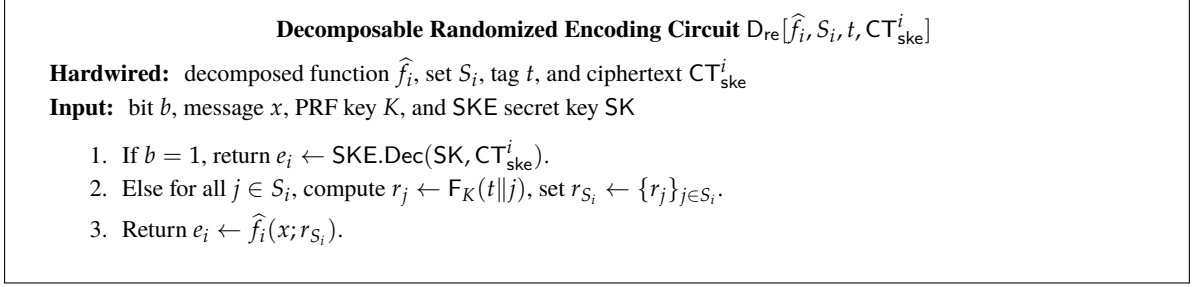 Decomposable Randomized Encoding Circuit D_re[f̂_i, S_i, t, CT^i_ske]
Hardwired: decomposed function f̂_i, set S_i, tag t, and ciphertext CT^i_ske
Input: bit b, message x, PRF key K, and SKE secret key SK
1. If b = 1, return e_i ← SKE.Dec(SK, CT^i_ske).
2. Else for all j ∈ S_i, compute r_j ← F_K(t‖j), set r_{S_i} ← {r_j}_{j∈S_i}.
3. Return e_i ← f̂_i(x; r_{S_i}).